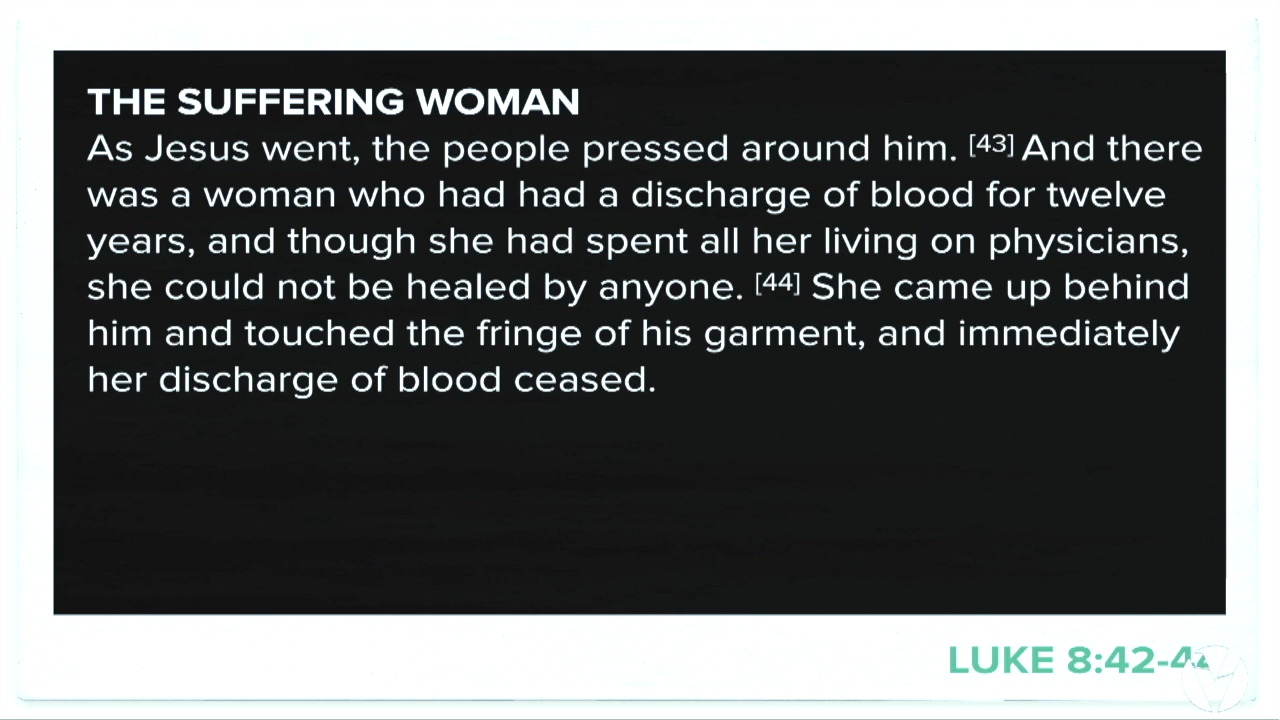 THE SUFFERING WOMAN
As Jesus went, the people pressed around him. [43] And there
was a woman who had had a discharge of blood for twelve
years, and though she had spent all her living on physicians,
she could not be healed by anyone. [44] She came up behind
him and touched the fringe of his garment, and immediately
her discharge of blood ceased.
LUKE 8:42-44